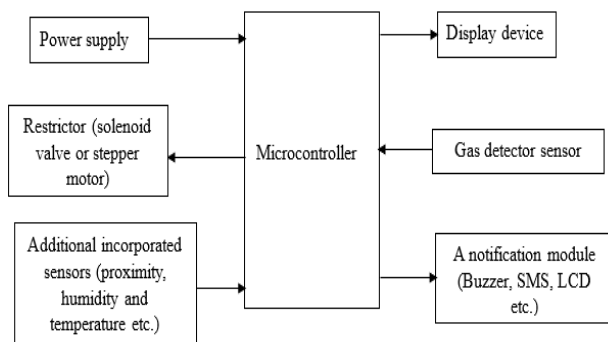 Power supply
Display device
Restrictor (solenoid
valve or stepper
motor)
Microcontroller
Gas detector sensor
Additional incorporated
sensors (proximity,
humidity and
temperature etc.)
A notification module
(Buzzer, SMS, LCD
etc.)